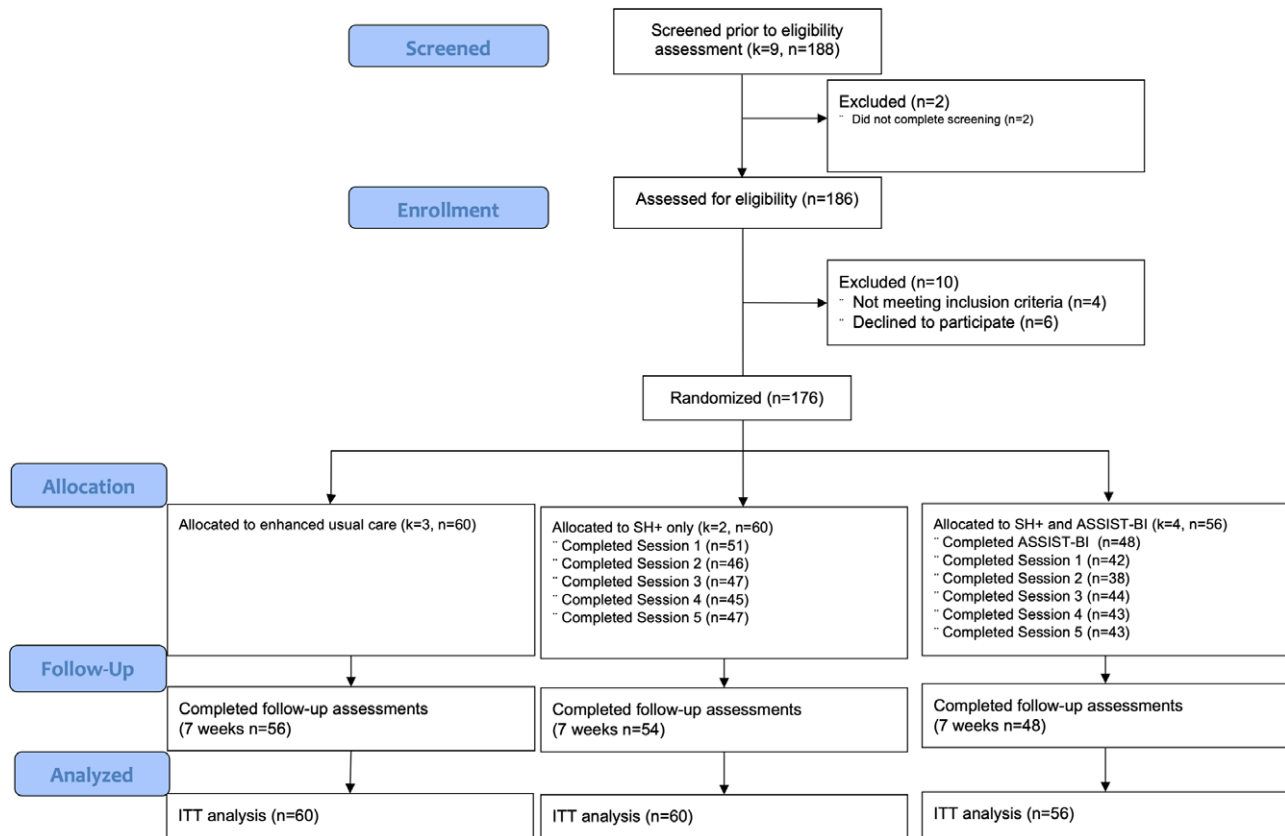 Screened
Screened prior to eligibility
assessment (k=9, n=188)
Excluded (n=2)
¨ Did not complete screening (n=2)
Enrollment
Assessed for eligibility (n=186)
Excluded (n=10)
¨ Not meeting inclusion criteria (n=4)
¨ Declined to participate (n=6)
Randomized (n=176)
Allocation
Allocated to enhanced usual care (k=3, n=60)
Allocated to SH+ only (k=2, n=60)
¨ Completed Session 1 (n=51)
¨ Completed Session 2 (n=46)
¨ Completed Session 3 (n=47)
¨ Completed Session 4 (n=45)
¨ Completed Session 5 (n=47)
Allocated to SH+ and ASSIST-BI (k=4, n=56)
¨ Completed ASSIST-BI (n=48)
¨ Completed Session 1 (n=42)
¨ Completed Session 2 (n=38)
¨ Completed Session 3 (n=44)
¨ Completed Session 4 (n=43)
¨ Completed Session 5 (n=43)
Follow-Up
Completed follow-up assessments
(7 weeks n=56)
Completed follow-up assessments
(7 weeks n=54)
Completed follow-up assessments
(7 weeks n=48)
Analyzed
ITT analysis (n=60)
ITT analysis (n=60)
ITT analysis (n=56)